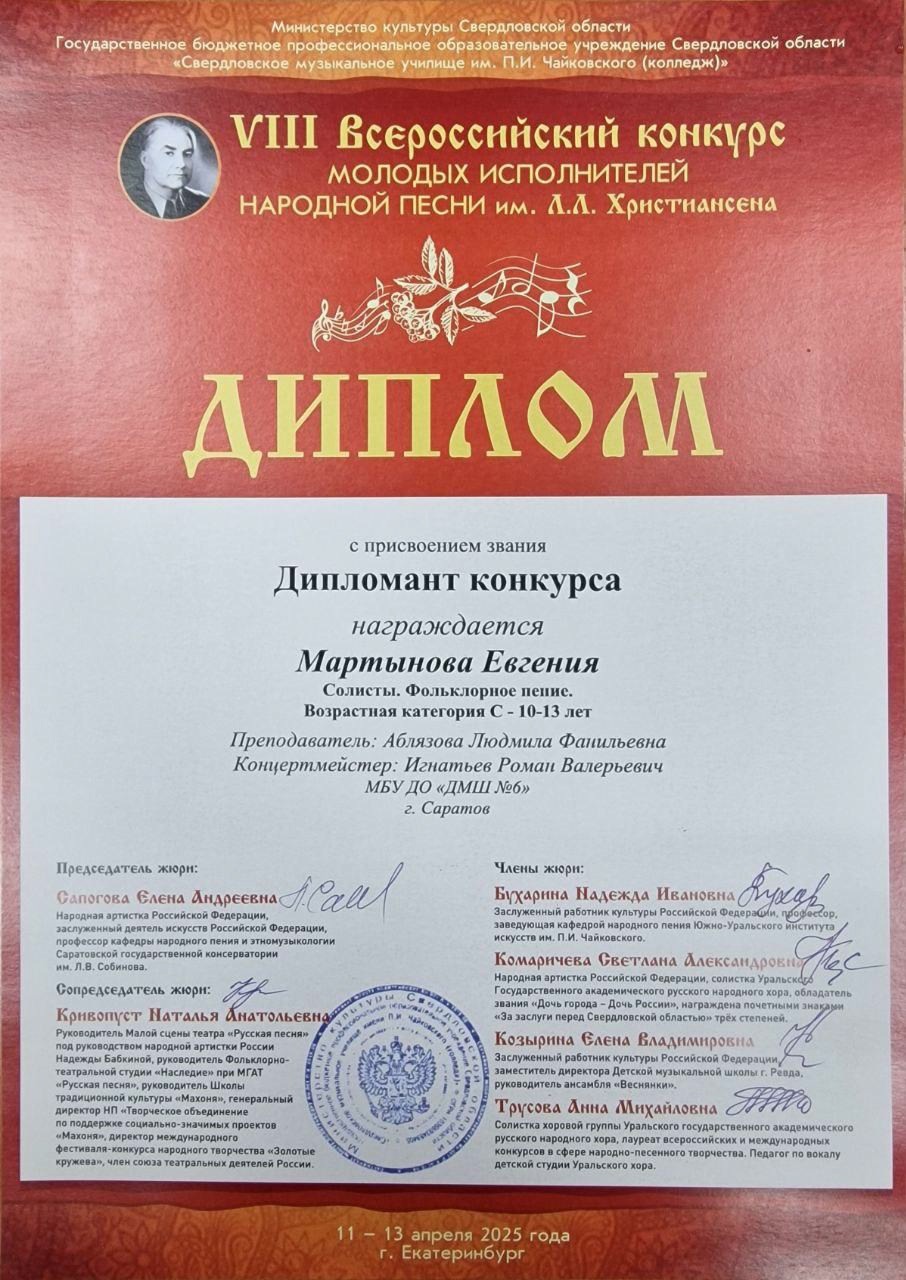 Министерство культуры Свердловской области
Государственное бюджетное профессиональное образовательное учреждение Свердловской области
«Свердловское музыкальное училище им. П.И. Чайковского (колледж)»
VIII Всероссийский конкурс
МОЛОДЫХ ИСПОЛНИТЕЛЕЙ
НАРОДНОЙ ПЕСНИ им. Л.Л. Христиансена
ДИПЛОМ
с присвоением звания
Дипломант конкурса
награждается
Мартынова Евгения
Солисты. Фольклорное пение.
Возрастная категория С - 10-13 лет
Преподаватель: Аблязова Людмила Фанильевна
Концертмейстер: Игнатьев Роман Валерьевич
МБУ ДО «ДМШ №6»
г. Саратов
Председатель жюри:
Сапогова Елена Андреевна
Народная артистка Российской Федерации,
заслуженный деятель искусств Российской Федерации,
профессор кафедры народного пения и этномузыкологии
Саратовской государственной консерватории
им. Л.В. Собинова.
Сопредседатель жюри:
Кривопуст Наталья Анатольевна
Руководитель Малой сцены театра «Русская песня»
под руководством народной артистки России
Надежды Бабкиной, руководитель Фольклорно-
театральной студии «Наследие» при МГАТ
«Русская песня», руководитель Школы
традиционной культуры «Махоня», генеральный
директор НП «Творческое объединение
по поддержке социально-значимых проектов
«Махоня», директор международного
фестиваля-конкурса народного творчества «Золотые
кружева», член союза театральных деятелей России.
Члены жюри:
Бухарина Надежда Ивановна
Заслуженный работник культуры Российской Федерации, профессор,
заведующая кафедрой народного пения Южно-Уральского института
искусств им. П.И. Чайковского.
Комаричева Светлана Александровна
Народная артистка Российской Федерации, солистка Уральского
Государственного академического русского народного хора, обладатель
звания «Дочь города – Дочь России», награждена почетными знаками
«За заслуги перед Свердловской областью» трёх степеней.
Козырина Елена Владимировна
Заслуженный работник культуры Российской Федерации,
заместитель директора Детской музыкальной школы г. Ревда,
руководитель ансамбля «Веснянки».
Трусова Анна Михайловна
Солистка хоровой группы Уральского государственного академического
русского народного хора, лауреат всероссийских и международных
конкурсов в сфере народно-песенного творчества. Педагог по вокалу
детской студии Уральского хора.
Министерство культуры Свердловской области
11 – 13 апреля 2025 года
г. Екатеринбург